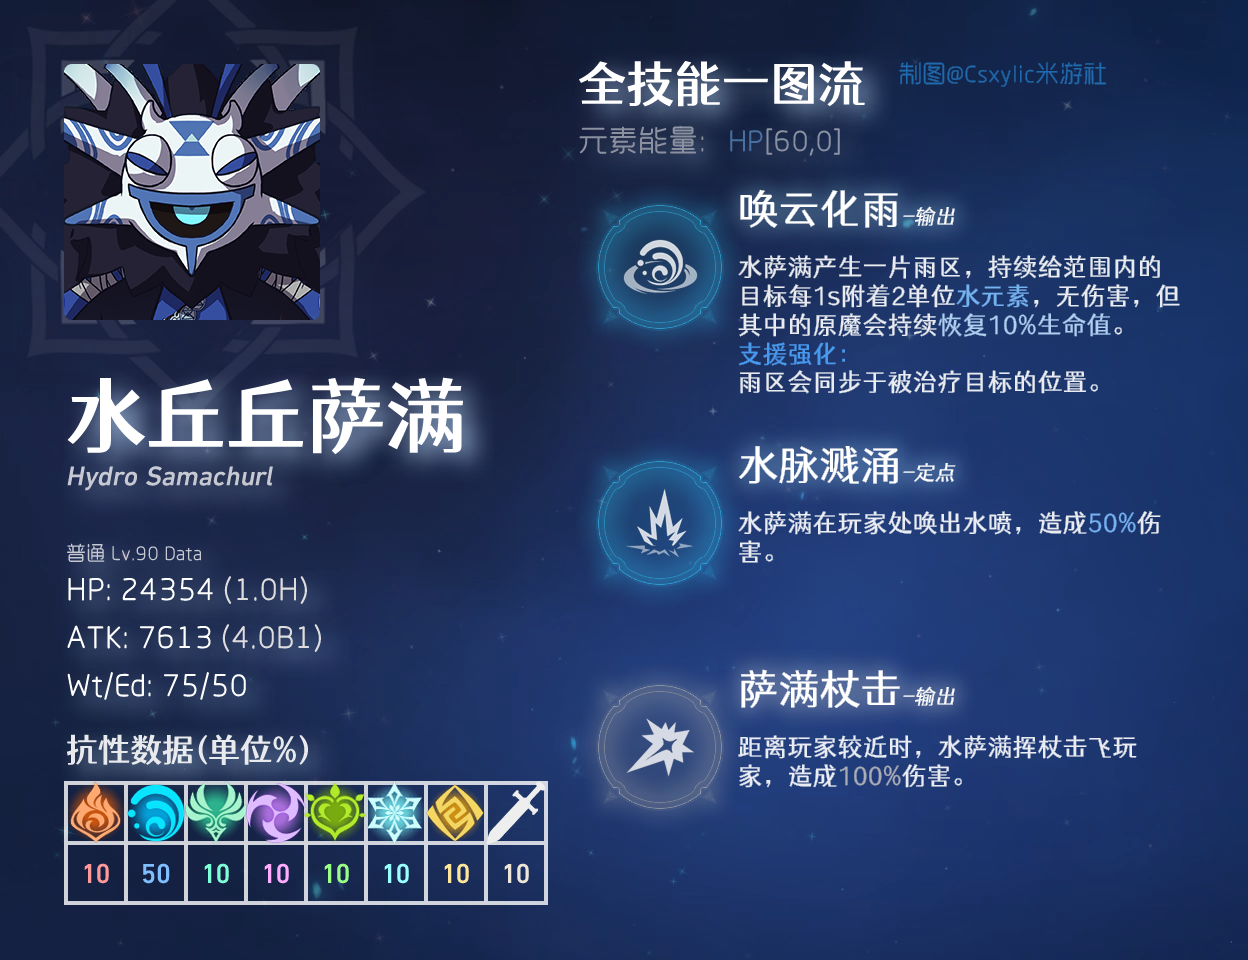 全技能一图流
制图@Csxylic米游社
元素能量: HP[60,0]
唤云化雨-输出
水萨满产生一片雨区，持续给范围内的
目标每1s附着2单位水元素，无伤害，但
其中的原魔会持续恢复10%生命值。
支援强化：
雨区会同步于被治疗目标的位置。
水丘丘萨满
Hydro Samachurl
水脉溅涌-定点
水萨满在玩家处唤出水喷，造成50%伤
害。
普通 Lv.90 Data
HP: 24354 (1.0H)
ATK: 7613 (4.0B1)
Wt/Ed: 75/50
萨满杖击-输出
距离玩家较近时，水萨满挥杖击飞玩
家，造成100%伤害。
抗性数据(单位%)
10 50 10 10 10 10 10 10